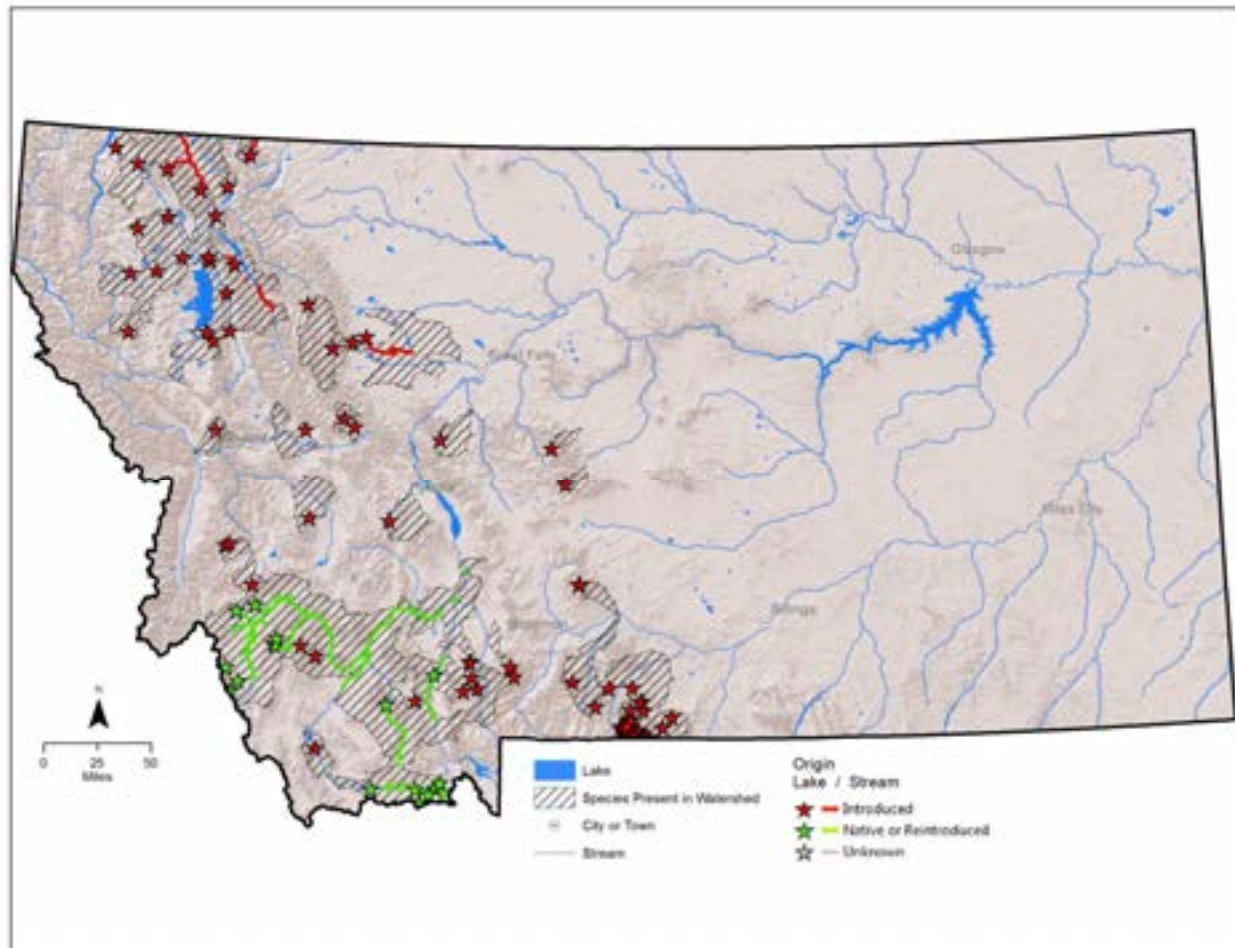 Glasgow
Great Falls
Miles City
Billings
N
0 25 50
Miles
Lake
Species Present in Watershed
City or Town
Stream
Origin
Lake / Stream
Introduced
Native or Reintroduced
Unknown